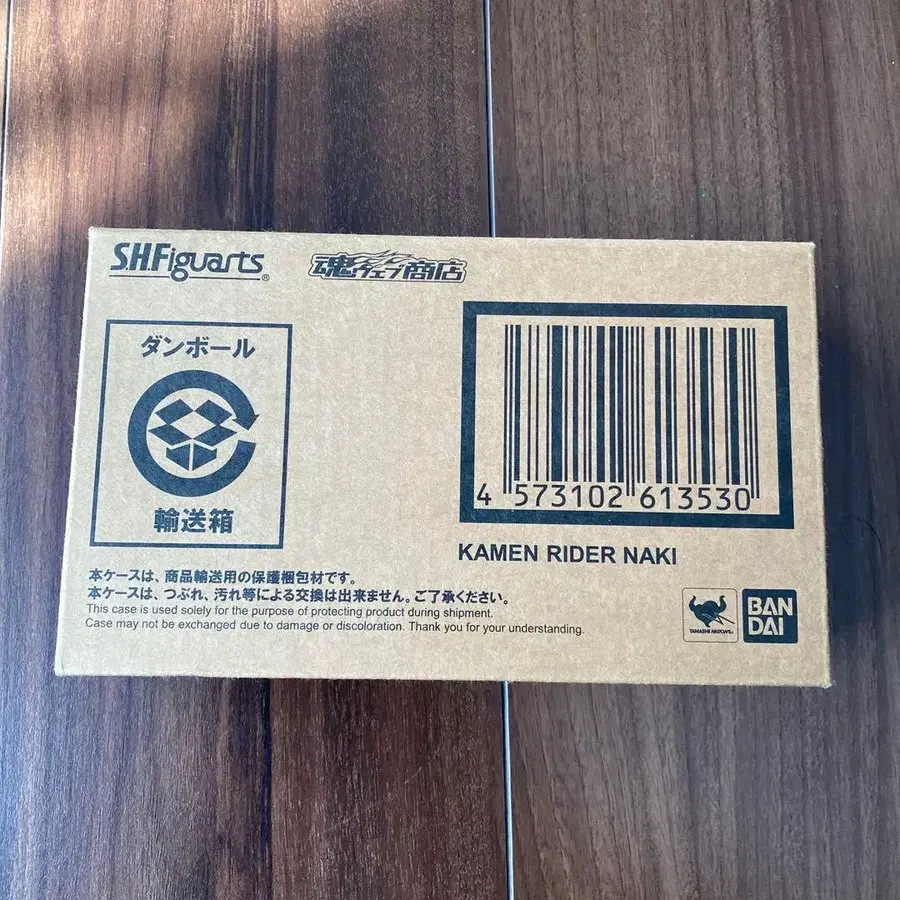 S.H.Figuarts®
魂ウェブ商店
ダンボール
輸送箱
4 573102 613530
KAMEN RIDER NAKI
本ケースは、商品輸送用の保護梱包材です。
本ケースは、つぶれ、汚れ等による交換は出来ません。ご了承ください。
This case is used solely for the purpose of protecting product during shipment.
Case may not be exchanged due to damage or discoloration. Thank you for your understanding.
TAMASHII NATIONS®
BAN
DAI